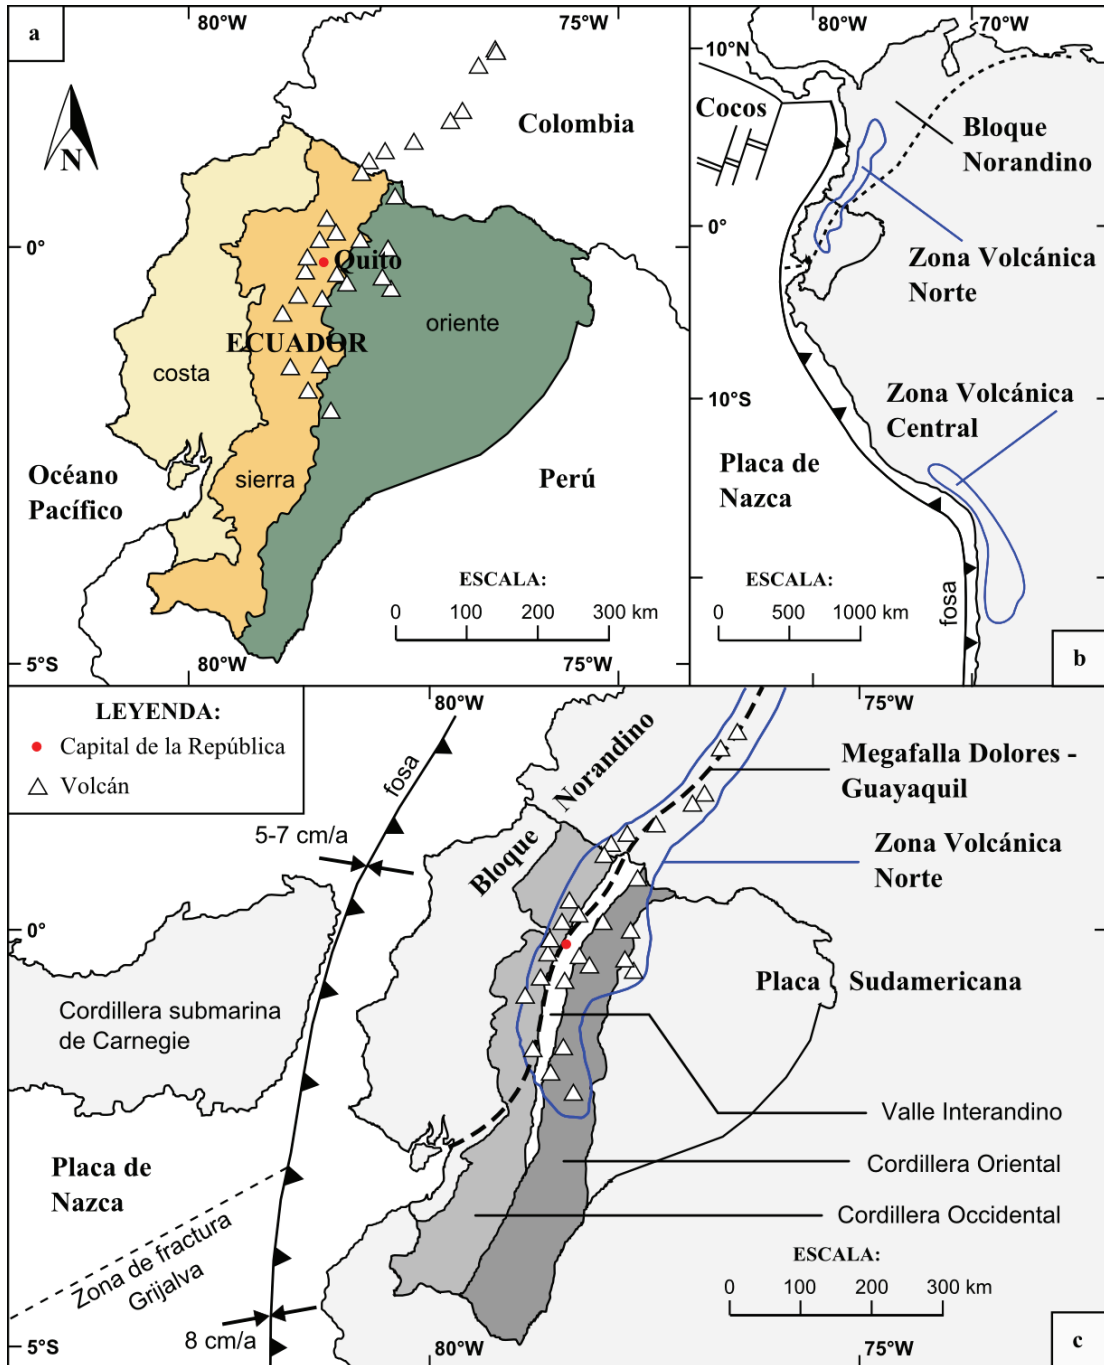 a
80°W
75°W
N
Colombia
0°
Quito
ECUADOR
oriente
costa
sierra
Océano
Pacífico
Perú
ESCALA:
0 100 200 300 km
5°S
80°W
75°W
80°W
70°W
10°N
Cocos
Bloque
Norandino
0°
Zona Volcánica
Norte
Zona Volcánica
Central
10°S
Placa de
Nazca
ESCALA:
0 500 1000 km
fosa
b
LEYENDA:
Capital de la República
Volcán
80°W
75°W
fosa
Bloque Norandino
Megafalla Dolores -
Guayaquil
5-7 cm/a
Zona Volcánica
Norte
0°
Cordillera submarina
de Carnegie
Placa Sudamericana
Valle Interandino
Placa de
Nazca
Cordillera Oriental
Cordillera Occidental
Zona de fractura
Grijalva
ESCALA:
0 100 200 300 km
8 cm/a
5°S
80°W
75°W
c